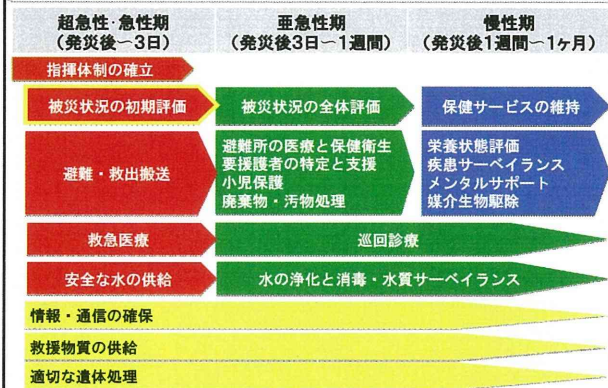 超急性・急性期
(発災後～3日)
亜急性期
(発災後3日～1週間)
慢性期
(発災後1週間～1ヶ月)
指揮体制の確立
被災状況の初期評価
被災状況の全体評価
保健サービスの維持
避難・救出搬送
避難所の医療と保健衛生
要援護者の特定と支援
小児保護
廃棄物・汚物処理
栄養状態評価
疾患サーベイランス
メンタルサポート
媒介生物駆除
救急医療
巡回診療
安全な水の供給
水の浄化と消毒・水質サーベイランス
情報・通信の確保
救援物質の供給
適切な遺体処理